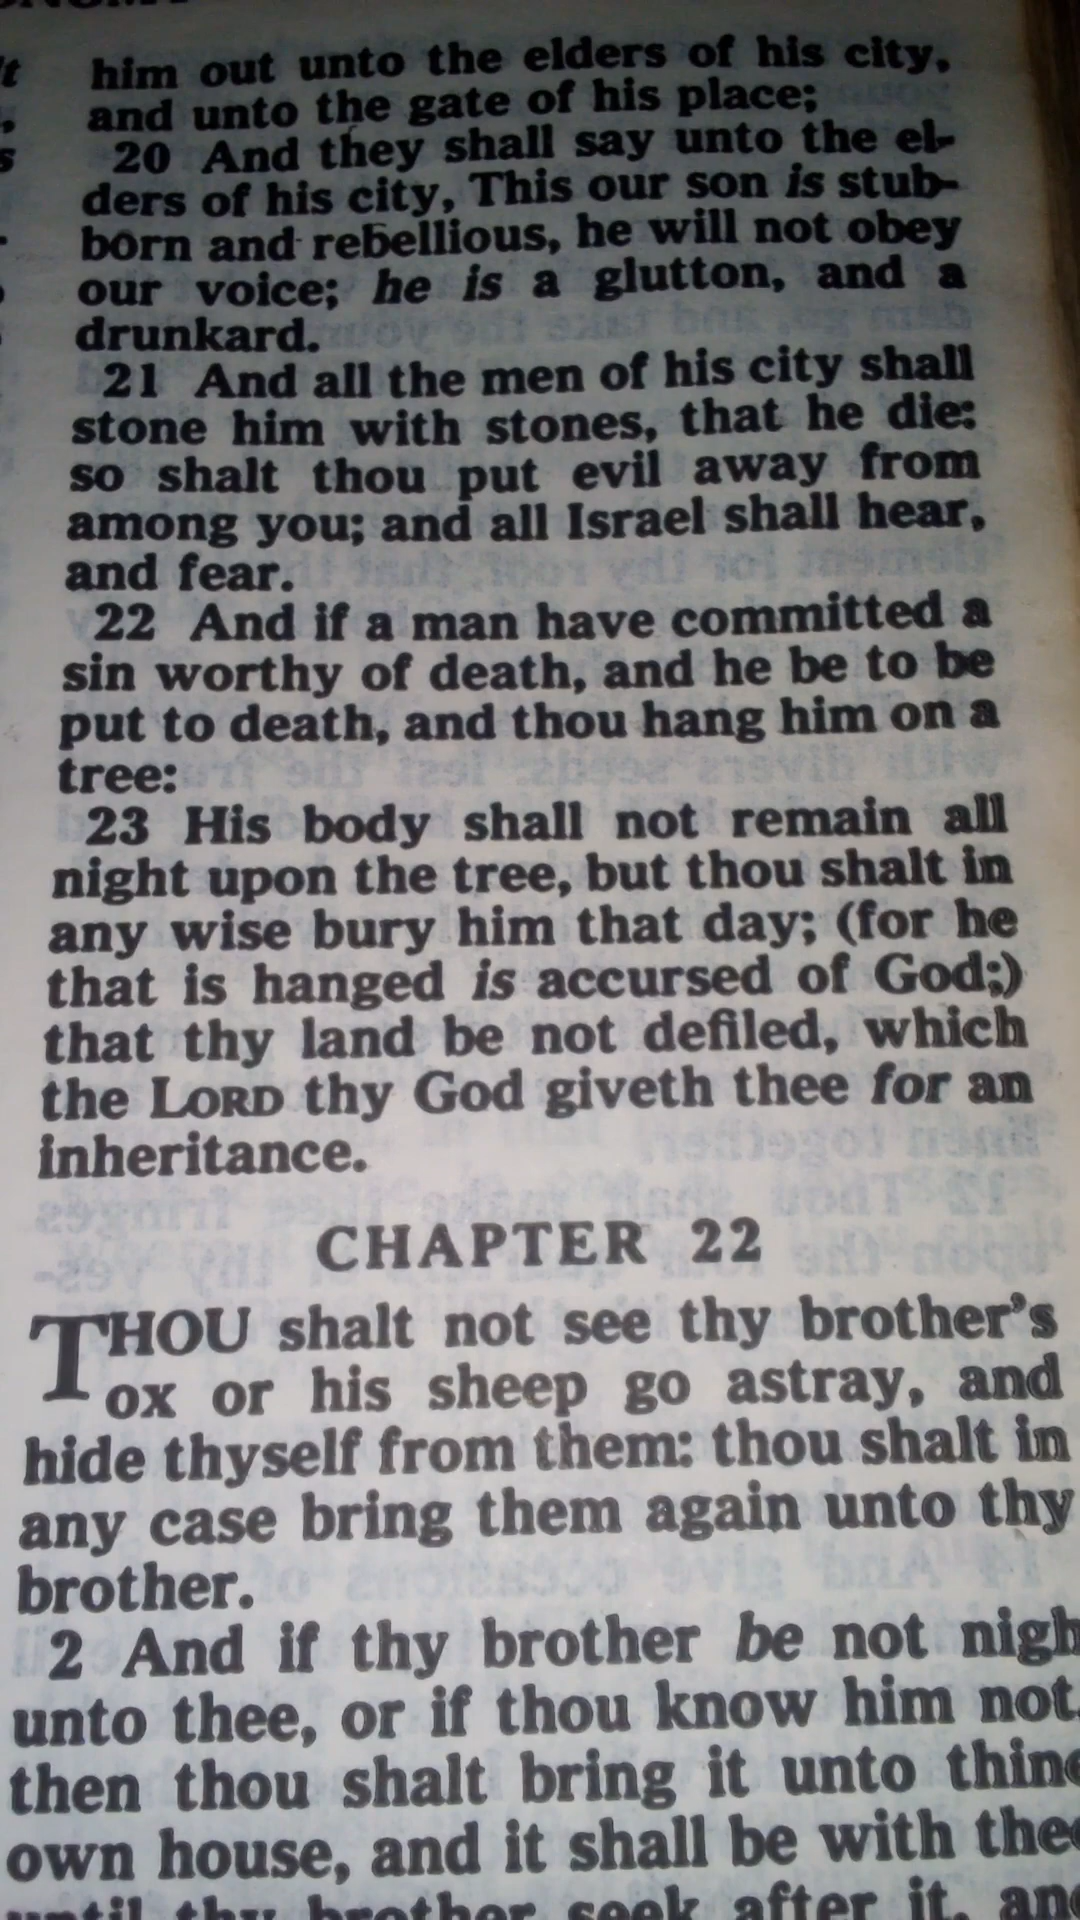 him out unto the elders of his city,
and unto the gate of his place;
20 And they shall say unto the el-
ders of his city, This our son is stub-
born and rebellious, he will not obey
our voice; he is a glutton, and a
drunkard.
21 And all the men of his city shall
stone him with stones, that he die:
so shalt thou put evil away from
among you; and all Israel shall hear,
and fear.
22 And if a man have committed a
sin worthy of death, and he be to be
put to death, and thou hang him on a
tree:
23 His body shall not remain all
night upon the tree, but thou shalt in
any wise bury him that day; (for he
that is hanged is accursed of God;)
that thy land be not defiled, which
the LORD thy God giveth thee for an
inheritance.
CHAPTER 22
THOU shalt not see thy brother's
ox or his sheep go astray, and
hide thyself from them: thou shalt in
any case bring them again unto thy
brother.
2 And if thy brother be not nigh
unto thee, or if thou know him not,
then thou shalt bring it unto thine
own house, and it shall be with thee
until thy brother seek after it, and